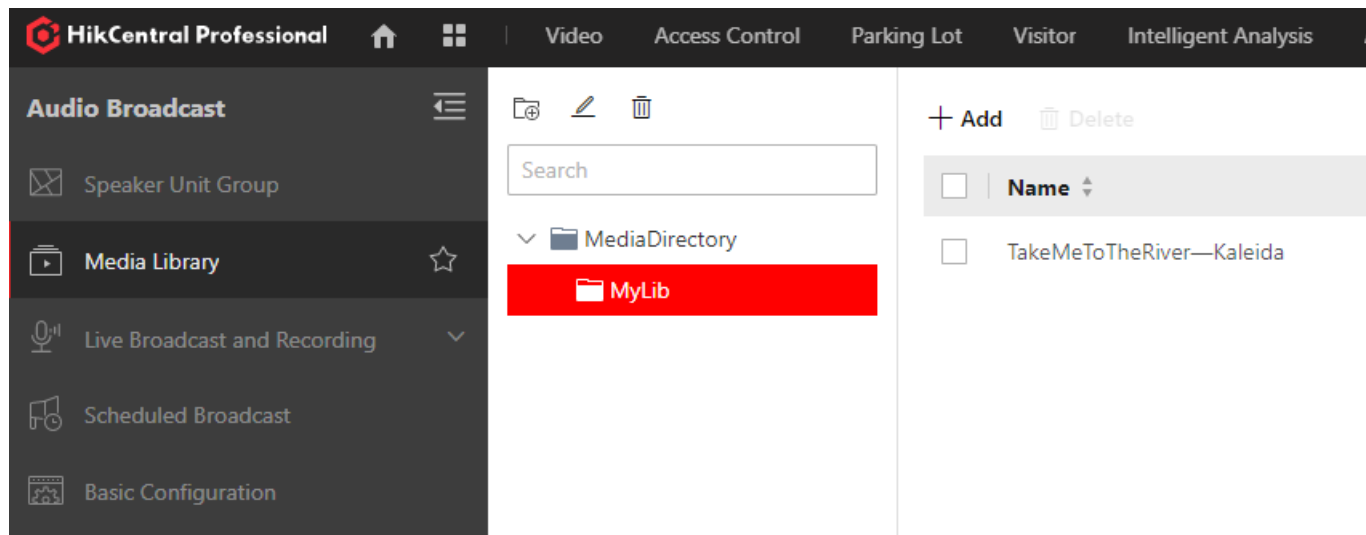 HikCentral Professional
Video Access Control Parking Lot Visitor Intelligent Analysis
Audio Broadcast
Speaker Unit Group
Media Library
Live Broadcast and Recording
Scheduled Broadcast
Basic Configuration
Search
MediaDirectory
MyLib
Add Delete
Name
TakeMeToTheRiver—Kaleida